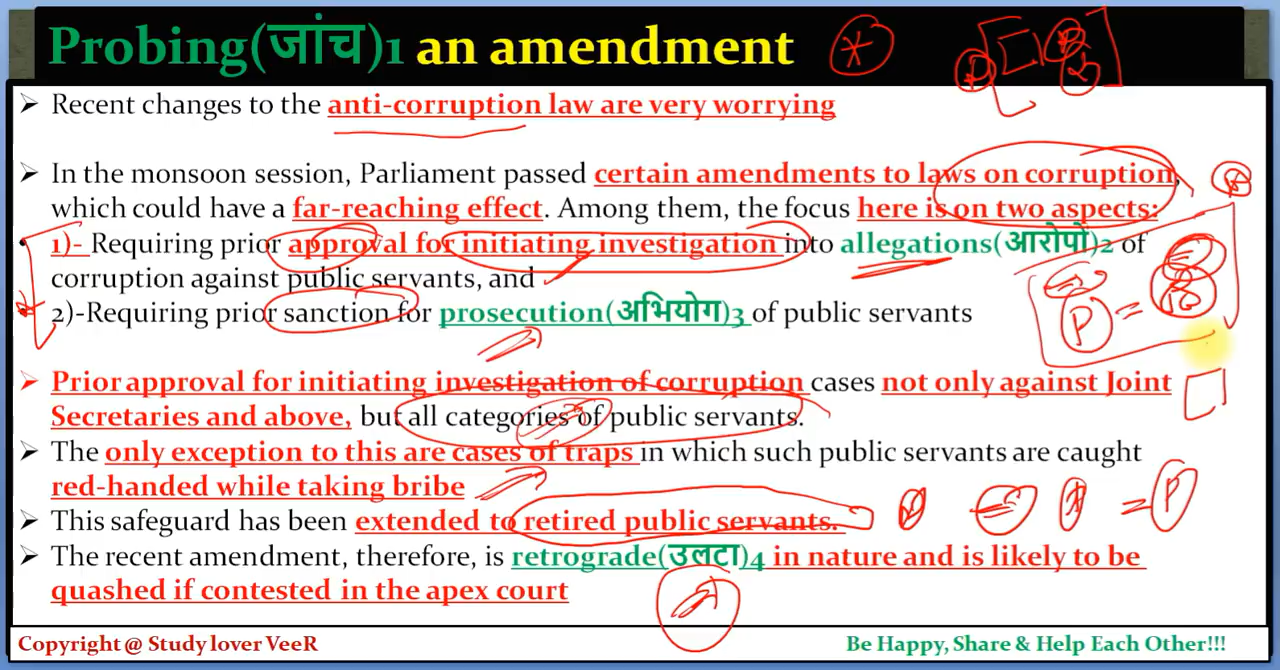 Probing(जांच)1 an amendment
➤ Recent changes to the anti-corruption law are very worrying
➤ In the monsoon session, Parliament passed certain amendments to laws on corruption,
which could have a far-reaching effect. Among them, the focus here is on two aspects:
• 1)- Requiring prior approval for initiating investigation into allegations(आरोपों)2 of
corruption against public servants, and
2)-Requiring prior sanction for prosecution(अभियोग)3 of public servants
➤ Prior approval for initiating investigation of corruption cases not only against Joint
Secretaries and above, but all categories of public servants.
➤ The only exception to this are cases of traps in which such public servants are caught
red-handed while taking bribe
➤ This safeguard has been extended to retired public servants.
➤ The recent amendment, therefore, is retrograde(उलटा)4 in nature and is likely to be
quashed if contested in the apex court
Copyright @ Study lover VeeR
Be Happy, Share & Help Each Other!!!